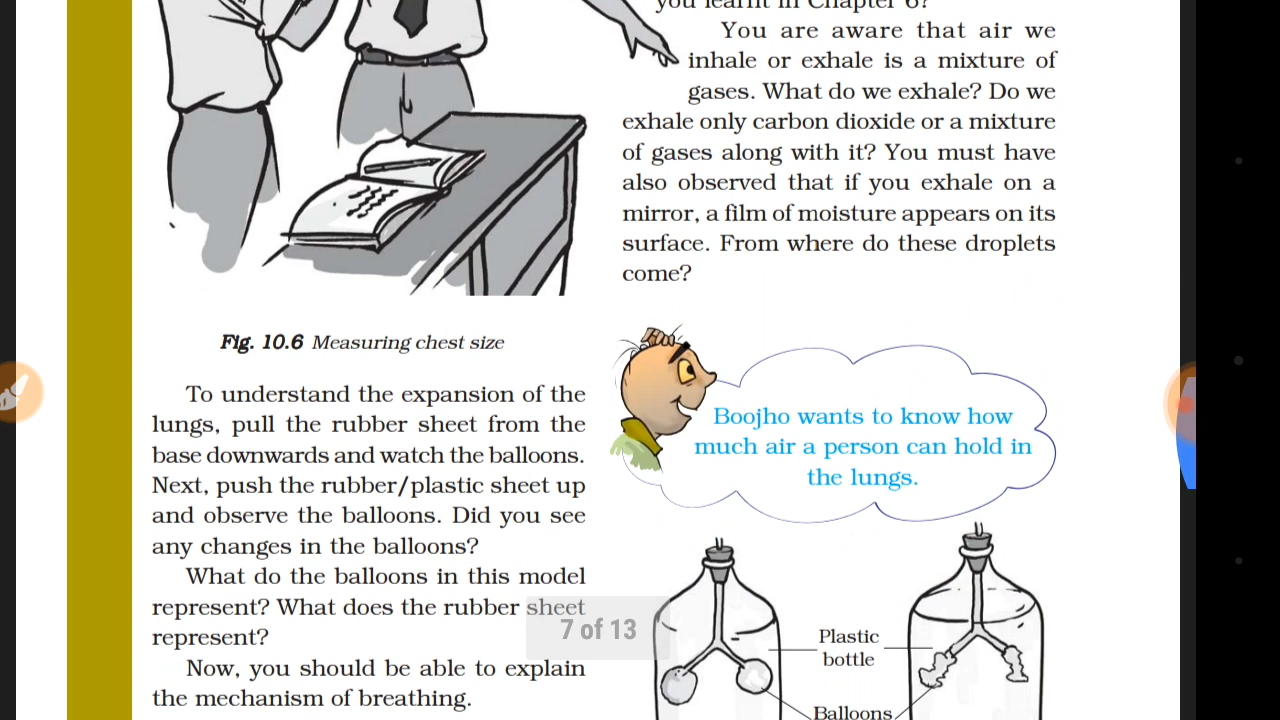 you learnt in Chapter 6?
You are aware that air we
inhale or exhale is a mixture of
gases. What do we exhale? Do we
exhale only carbon dioxide or a mixture
of gases along with it? You must have
also observed that if you exhale on a
mirror, a film of moisture appears on its
surface. From where do these droplets
come?
Fig. 10.6 Measuring chest size
To understand the expansion of the
lungs, pull the rubber sheet from the
base downwards and watch the balloons.
Next, push the rubber/plastic sheet up
and observe the balloons. Did you see
any changes in the balloons?
What do the balloons in this model
represent? What does the rubber sheet
represent?
Now, you should be able to explain
the mechanism of breathing.
Boojho wants to know how
much air a person can hold in
the lungs.
Plastic
bottle
Balloons
7 of 13